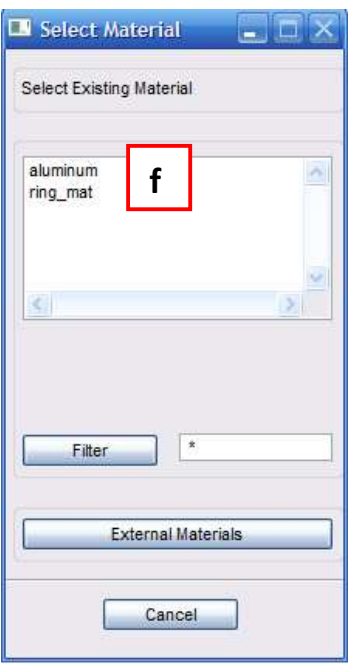 Select Material
Select Existing Material
aluminum
ring_mat
f
Filter
*
External Materials
Cancel